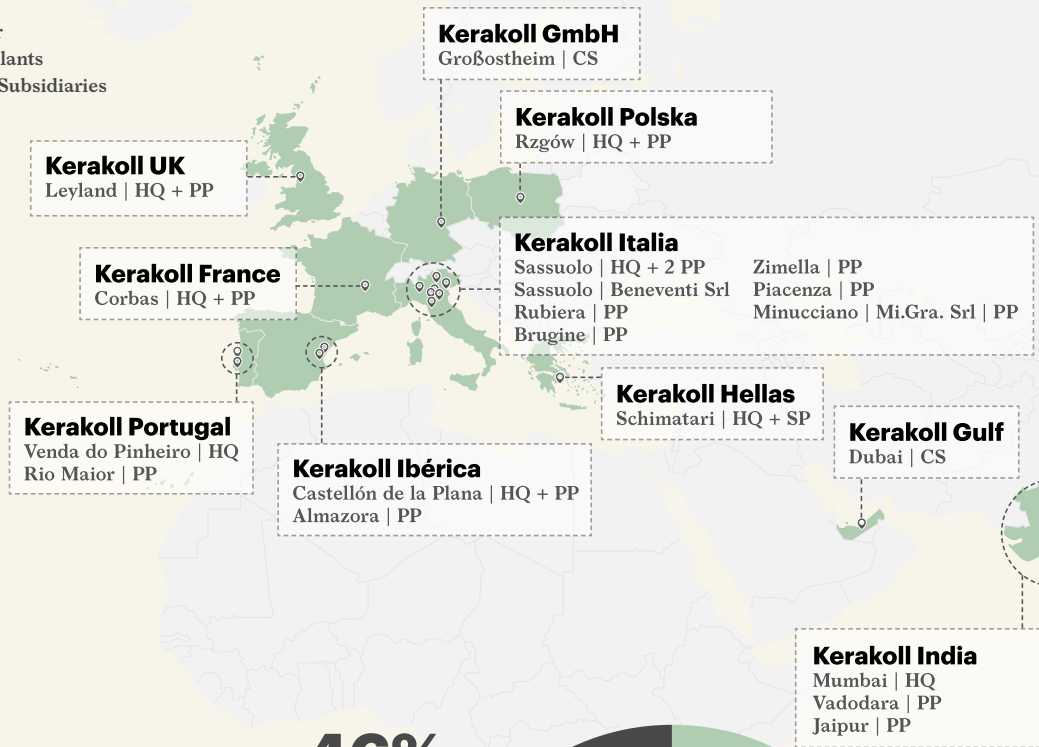 lants
Subsidiaries
Kerakoll GmbH
Großostheim | CS
Kerakoll Polska
Rzgów | HQ + PP
Kerakoll UK
Leyland | HQ + PP
Kerakoll Italia
Sassuolo | HQ + 2 PP
Sassuolo | Beneventi Srl
Rubiera | PP
Brugine | PP
Zimella | PP
Piacenza | PP
Minucciano | Mi.Gra. Srl | PP
Kerakoll France
Corbas | HQ + PP
Kerakoll Hellas
Schimatari | HQ + SP
Kerakoll Portugal
Venda do Pinheiro | HQ
Rio Maior | PP
Kerakoll Gulf
Dubai | CS
Kerakoll Ibérica
Castellón de la Plana | HQ + PP
Almazora | PP
Kerakoll India
Mumbai | HQ
Vadodara | PP
Jaipur | PP
46%